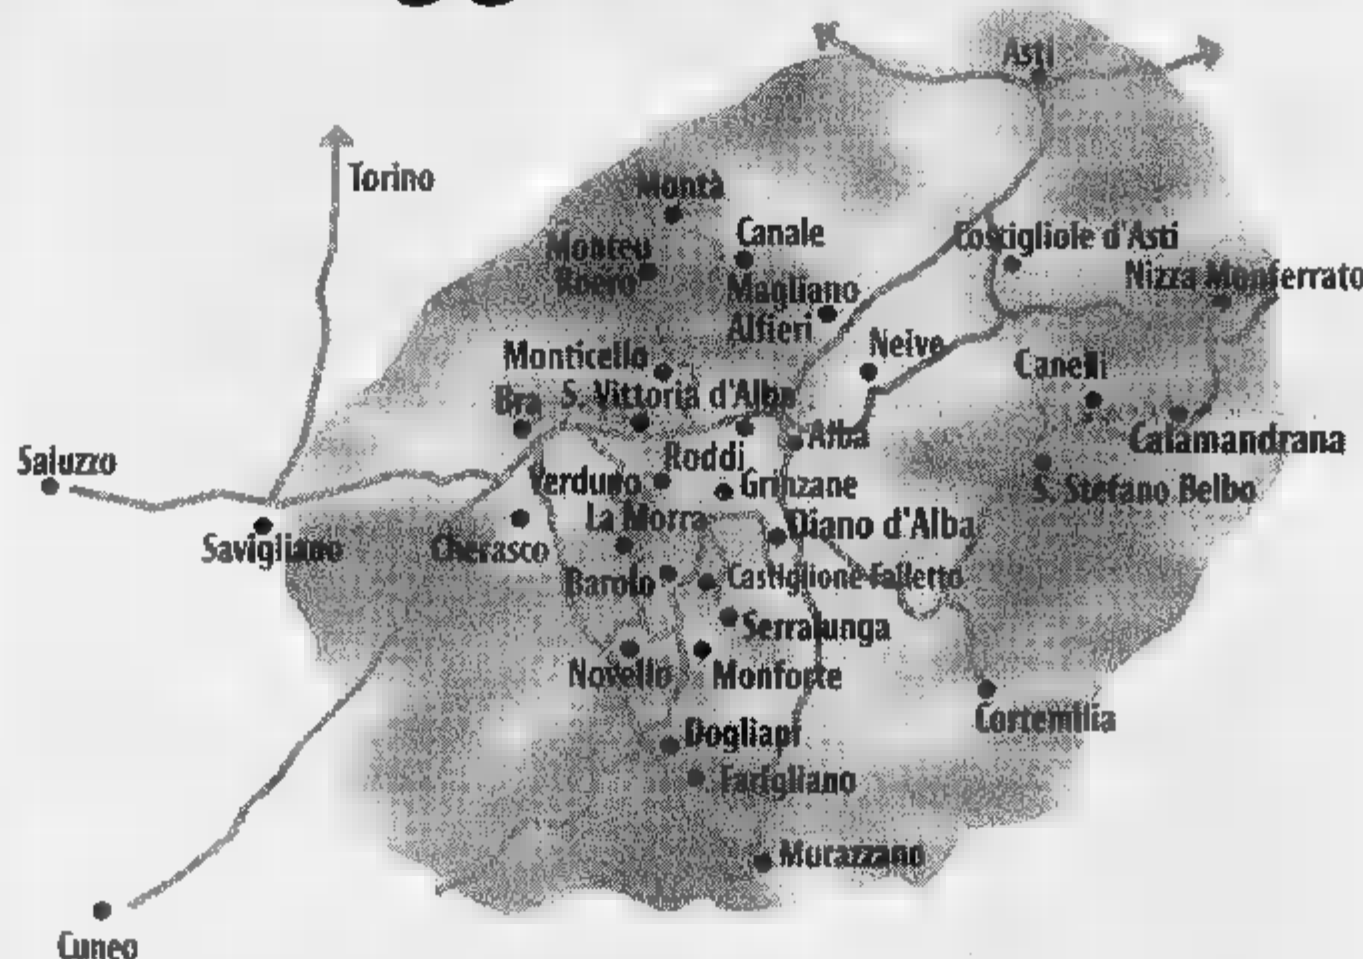 Asti
Torino
Montà
Canale
Costigliole d'Asti
Monteu
Roero
Nizza Monferrato
Magliano
Alfieri
Neive
Monticello
Canelli
Bra
S. Vittoria d'Alba
Alba
Calamandrana
Saluzzo
Roddi
Verduno
Grinzane
S. Stefano Belbo
La Morra
Diano d'Alba
Savigliano
Cherasco
Barolo
Castiglione Falletto
Serralunga
Novello
Monforte
Cortemilia
Dogliani
Farigliano
Murazzano
Cuneo